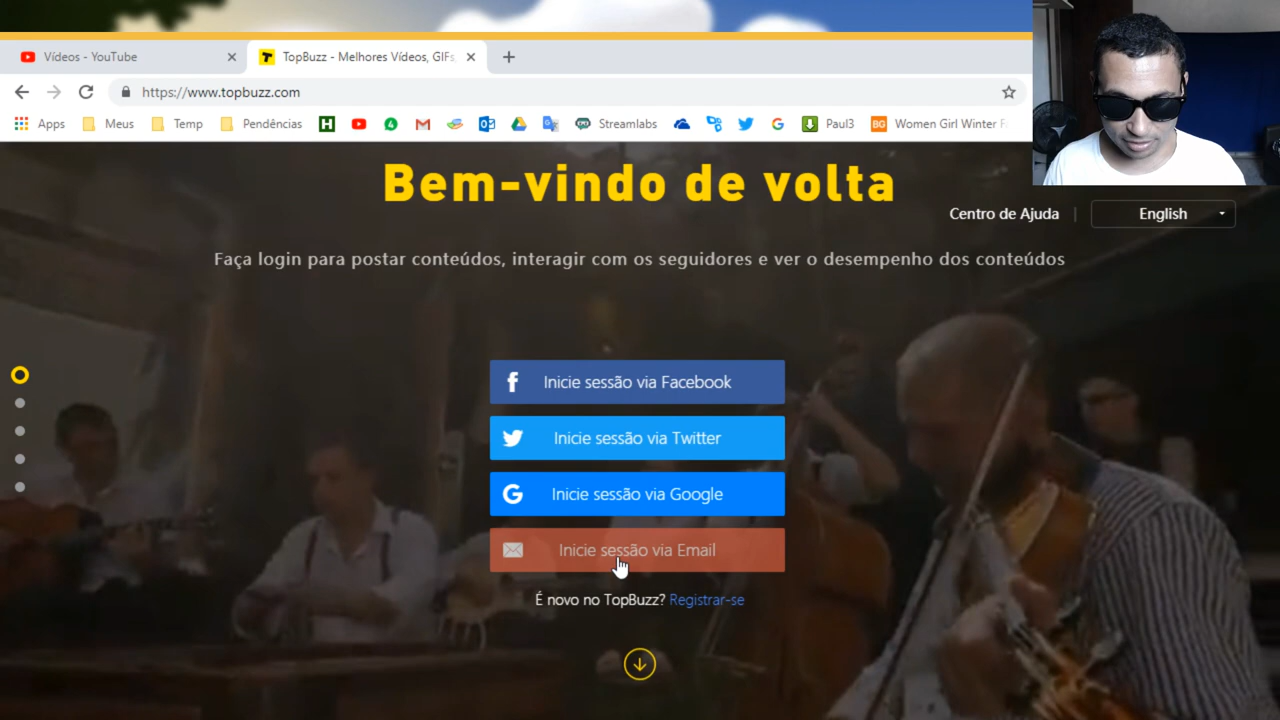 Vídeos - YouTube
TopBuzz - Melhores Vídeos, GIFs,
https://www.topbuzz.com
Apps Meus Temp Pendências Streamlabs Paul3 Women Girl Winter F
Bem-vindo de volta
Centro de Ajuda | English
Faça login para postar conteúdos, interagir com os seguidores e ver o desempenho dos conteúdos
Inicie sessão via Facebook
Inicie sessão via Twitter
Inicie sessão via Google
Inicie sessão via Email
É novo no TopBuzz? Registrar-se